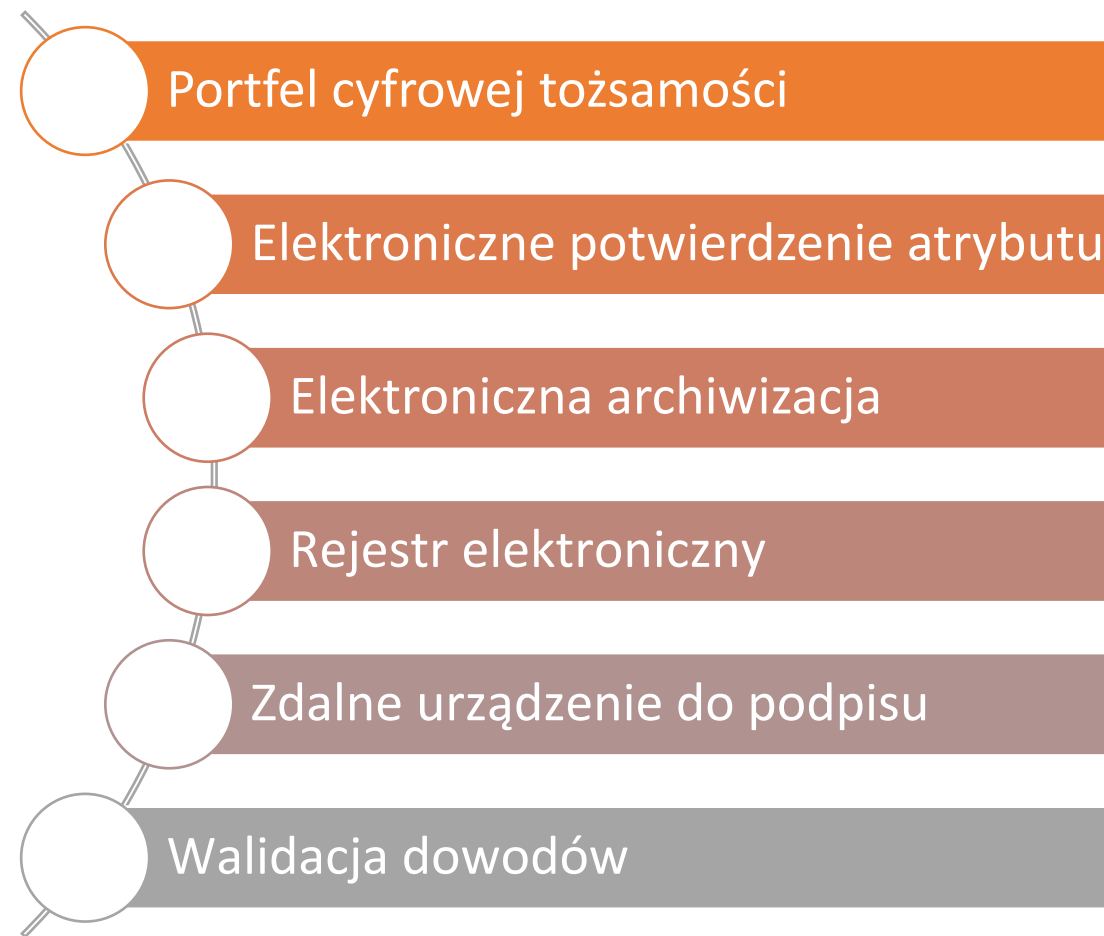 Portfel cyfrowej tożsamości
Elektroniczne potwierdzenie atrybutu
Elektroniczna archiwizacja
Rejestr elektroniczny
Zdalne urządzenie do podpisu
Walidacja dowodów